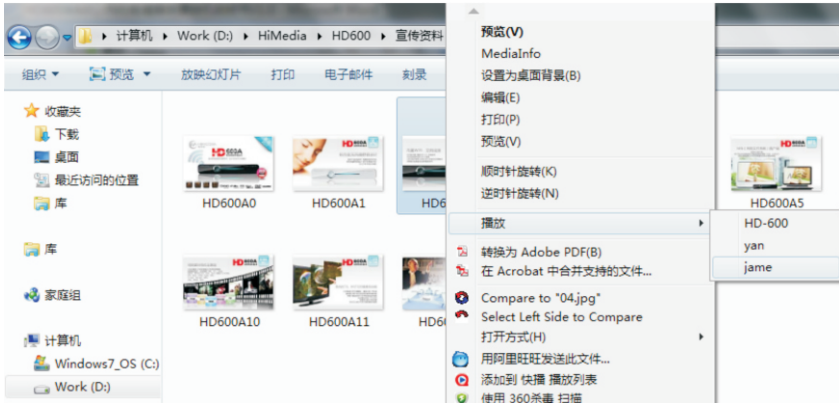 计算机 ▸ Work (D:) ▸ HiMedia ▸ HD600 ▸ 宣传资料
组织 预览 放映幻灯片 打印 电子邮件 刻录
收藏夹
下载
桌面
最近访问的位置
库
库
家庭组
计算机
Windows7_OS (C:)
Work (D:)
HD600A0
HD600A1
HD6
HD600A5
HD600A10
HD600A11
HD60
预览(V)
MediaInfo
设置为桌面背景(B)
编辑(E)
打印(P)
预览(V)
顺时针旋转(K)
逆时针旋转(N)
播放
转换为 Adobe PDF(B)
在 Acrobat 中合并支持的文件...
Compare to "04.jpg"
Select Left Side to Compare
打开方式(H)
用阿里旺旺发送此文件...
添加到 快播 播放列表
使用 360杀毒 扫描
HD-600
yan
jame